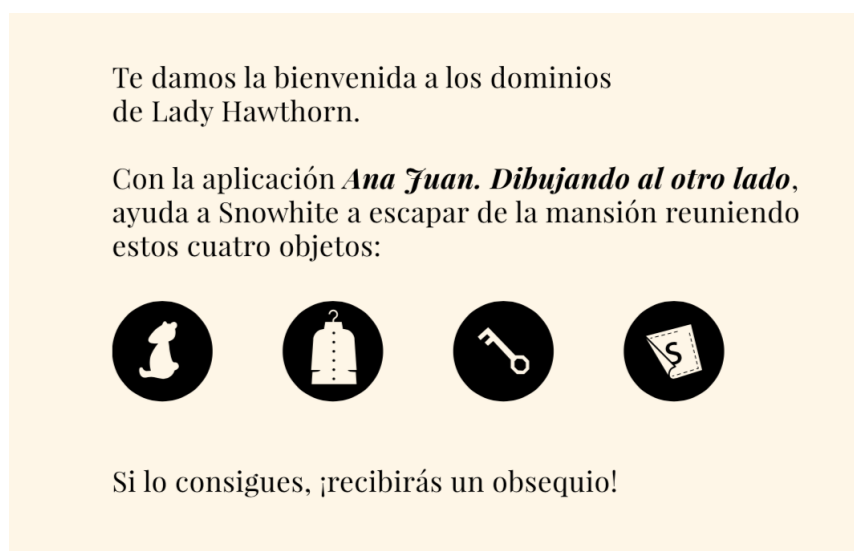 Te damos la bienvenida a los dominios
de Lady Hawthorn.
Con la aplicación Ana Juan. Dibujando al otro lado,
ayuda a Snowhite a escapar de la mansión reuniendo
estos cuatro objetos:
S
Si lo consigues, ¡recibirás un obsequio!